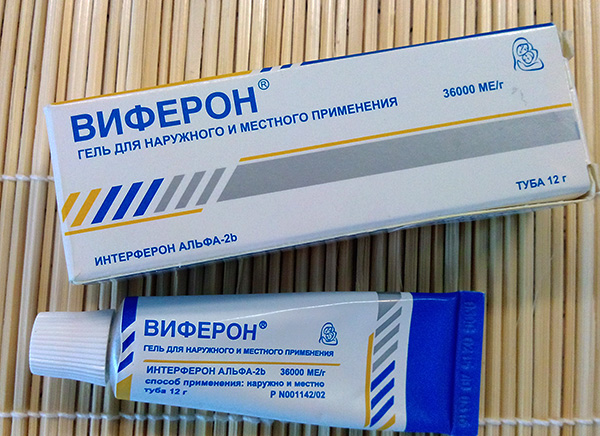 ВИФЕРОН®
ГЕЛЬ ДЛЯ НАРУЖНОГО И МЕСТНОГО ПРИМЕНЕНИЯ
36000 МЕ/г
ТУБА 12 г
ИНТЕРФЕРОН АЛЬФА-2b
ВИФЕРОН®
ГЕЛЬ ДЛЯ НАРУЖНОГО И МЕСТНОГО ПРИМЕНЕНИЯ
ИНТЕРФЕРОН АЛЬФА-2b 36000 МЕ/г
способ применения: наружно и местно
туба 12 г Р N001142/02